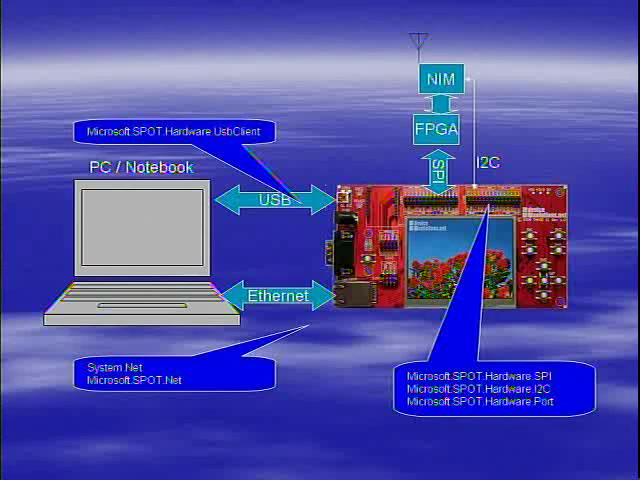 NIM
FPGA
Microsoft.SPOT.Hardware.UsbClient
PC / Notebook
SPI
I2C
USB
Ethernet
System.Net
Microsoft.SPOT.Net
Microsoft.SPOT.Hardware.SPI
Microsoft.SPOT.Hardware.I2C
Microsoft.SPOT.Hardware.Port